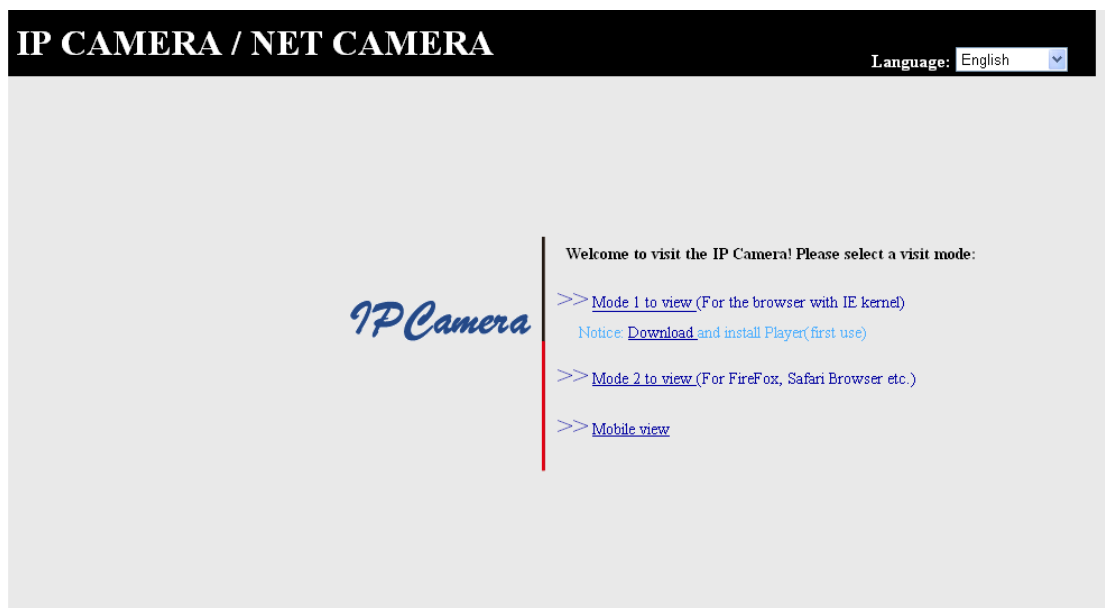 IP CAMERA / NET CAMERA
Language: English
Welcome to visit the IP Camera! Please select a visit mode:
IPCamera
>> Mode 1 to view (For the browser with IE kernel)
Notice: Download and install Player(first use)
>> Mode 2 to view (For FireFox, Safari Browser etc.)
>> Mobile view